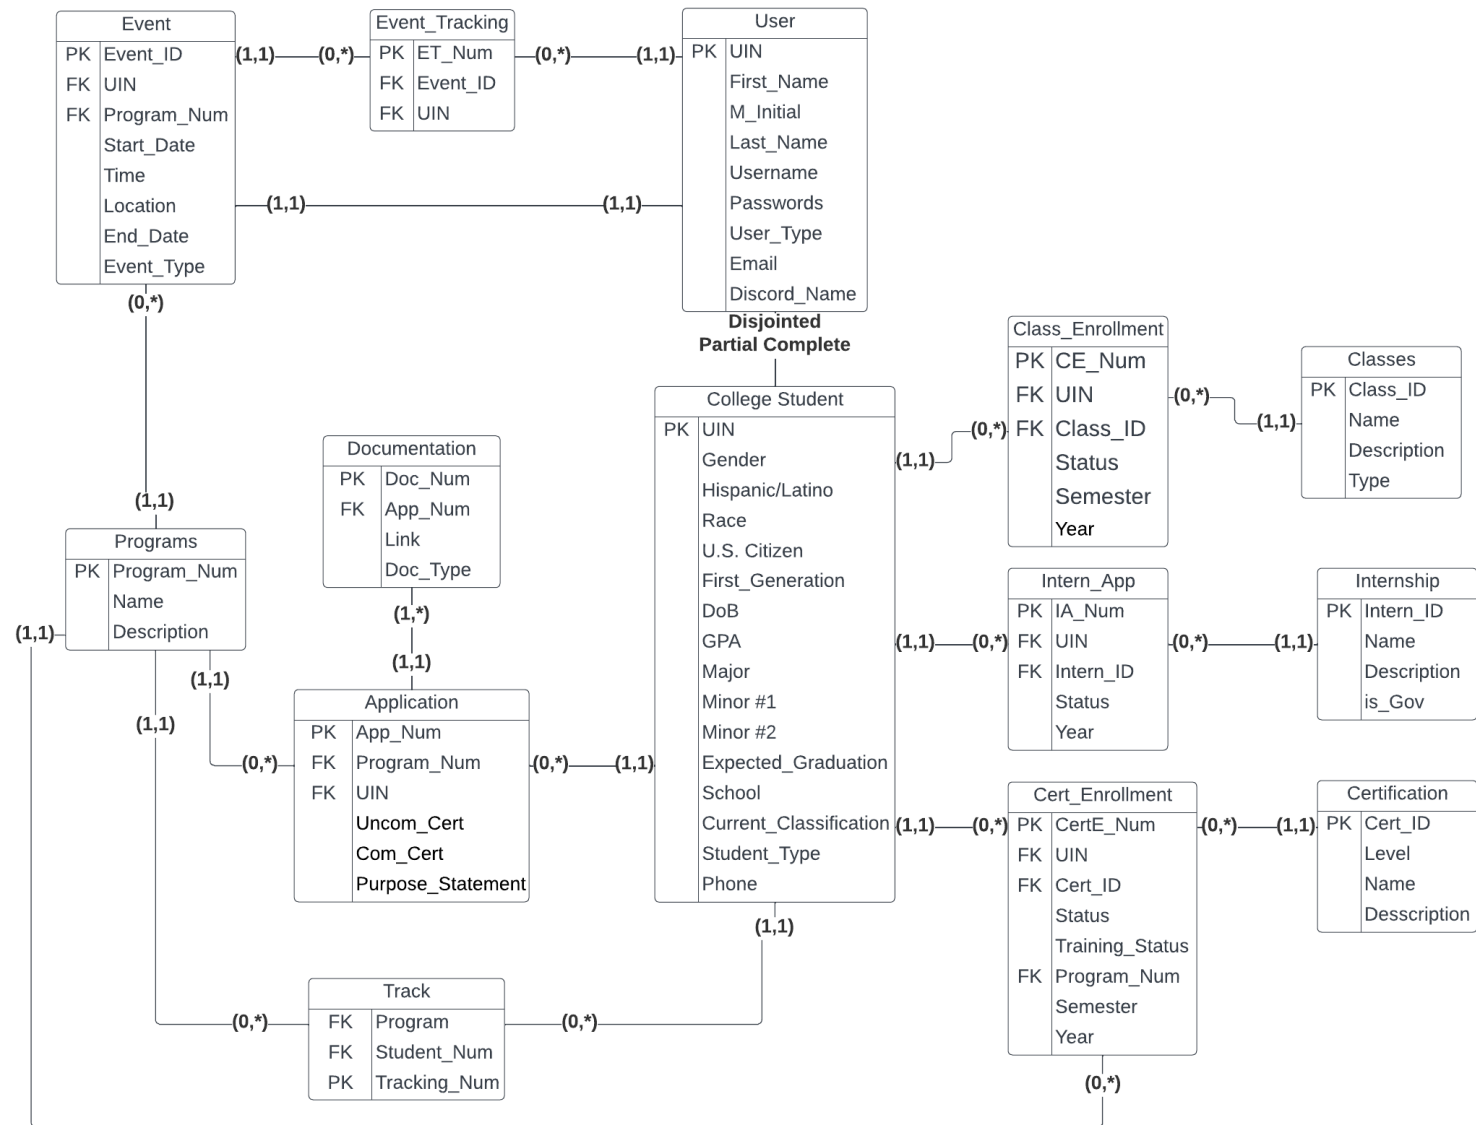 Event
PK Event_ID
FK UIN
FK Program_Num
Start_Date
Time
Location
End_Date
Event_Type
(1,1)
(0,*)
Event_Tracking
PK ET_Num
FK Event_ID
FK UIN
(0,*)
(1,1)
User
PK UIN
First_Name
M_Initial
Last_Name
Username
Passwords
User_Type
Email
Discord_Name
(1,1)
(1,1)
Disjointed
Partial Complete
(0,*)
(1,1)
Programs
PK Program_Num
Name
Description
(1,1)
(1,1)
(1,1)
Documentation
PK Doc_Num
FK App_Num
Link
Doc_Type
(1,*)
(1,1)
Application
PK App_Num
FK Program_Num
FK UIN
Uncom_Cert
Com_Cert
Purpose_Statement
(0,*)
(0,*)
(1,1)
College Student
PK UIN
Gender
Hispanic/Latino
Race
U.S. Citizen
First_Generation
DoB
GPA
Major
Minor #1
Minor #2
Expected_Graduation
School
Current_Classification
Student_Type
Phone
(1,1)
(0,*)
Class_Enrollment
PK CE_Num
FK UIN
FK Class_ID
Status
Semester
Year
(0,*)
(1,1)
Classes
PK Class_ID
Name
Description
Type
(1,1)
(0,*)
Intern_App
PK IA_Num
FK UIN
FK Intern_ID
Status
Year
(0,*)
(1,1)
Internship
PK Intern_ID
Name
Description
is_Gov
(1,1)
(0,*)
Cert_Enrollment
PK CertE_Num
FK UIN
FK Cert_ID
Status
Training_Status
FK Program_Num
Semester
Year
(0,*)
(1,1)
Certification
PK Cert_ID
Level
Name
Desscription
(1,1)
Track
FK Program
FK Student_Num
PK Tracking_Num
(0,*)
(0,*)
(0,*)